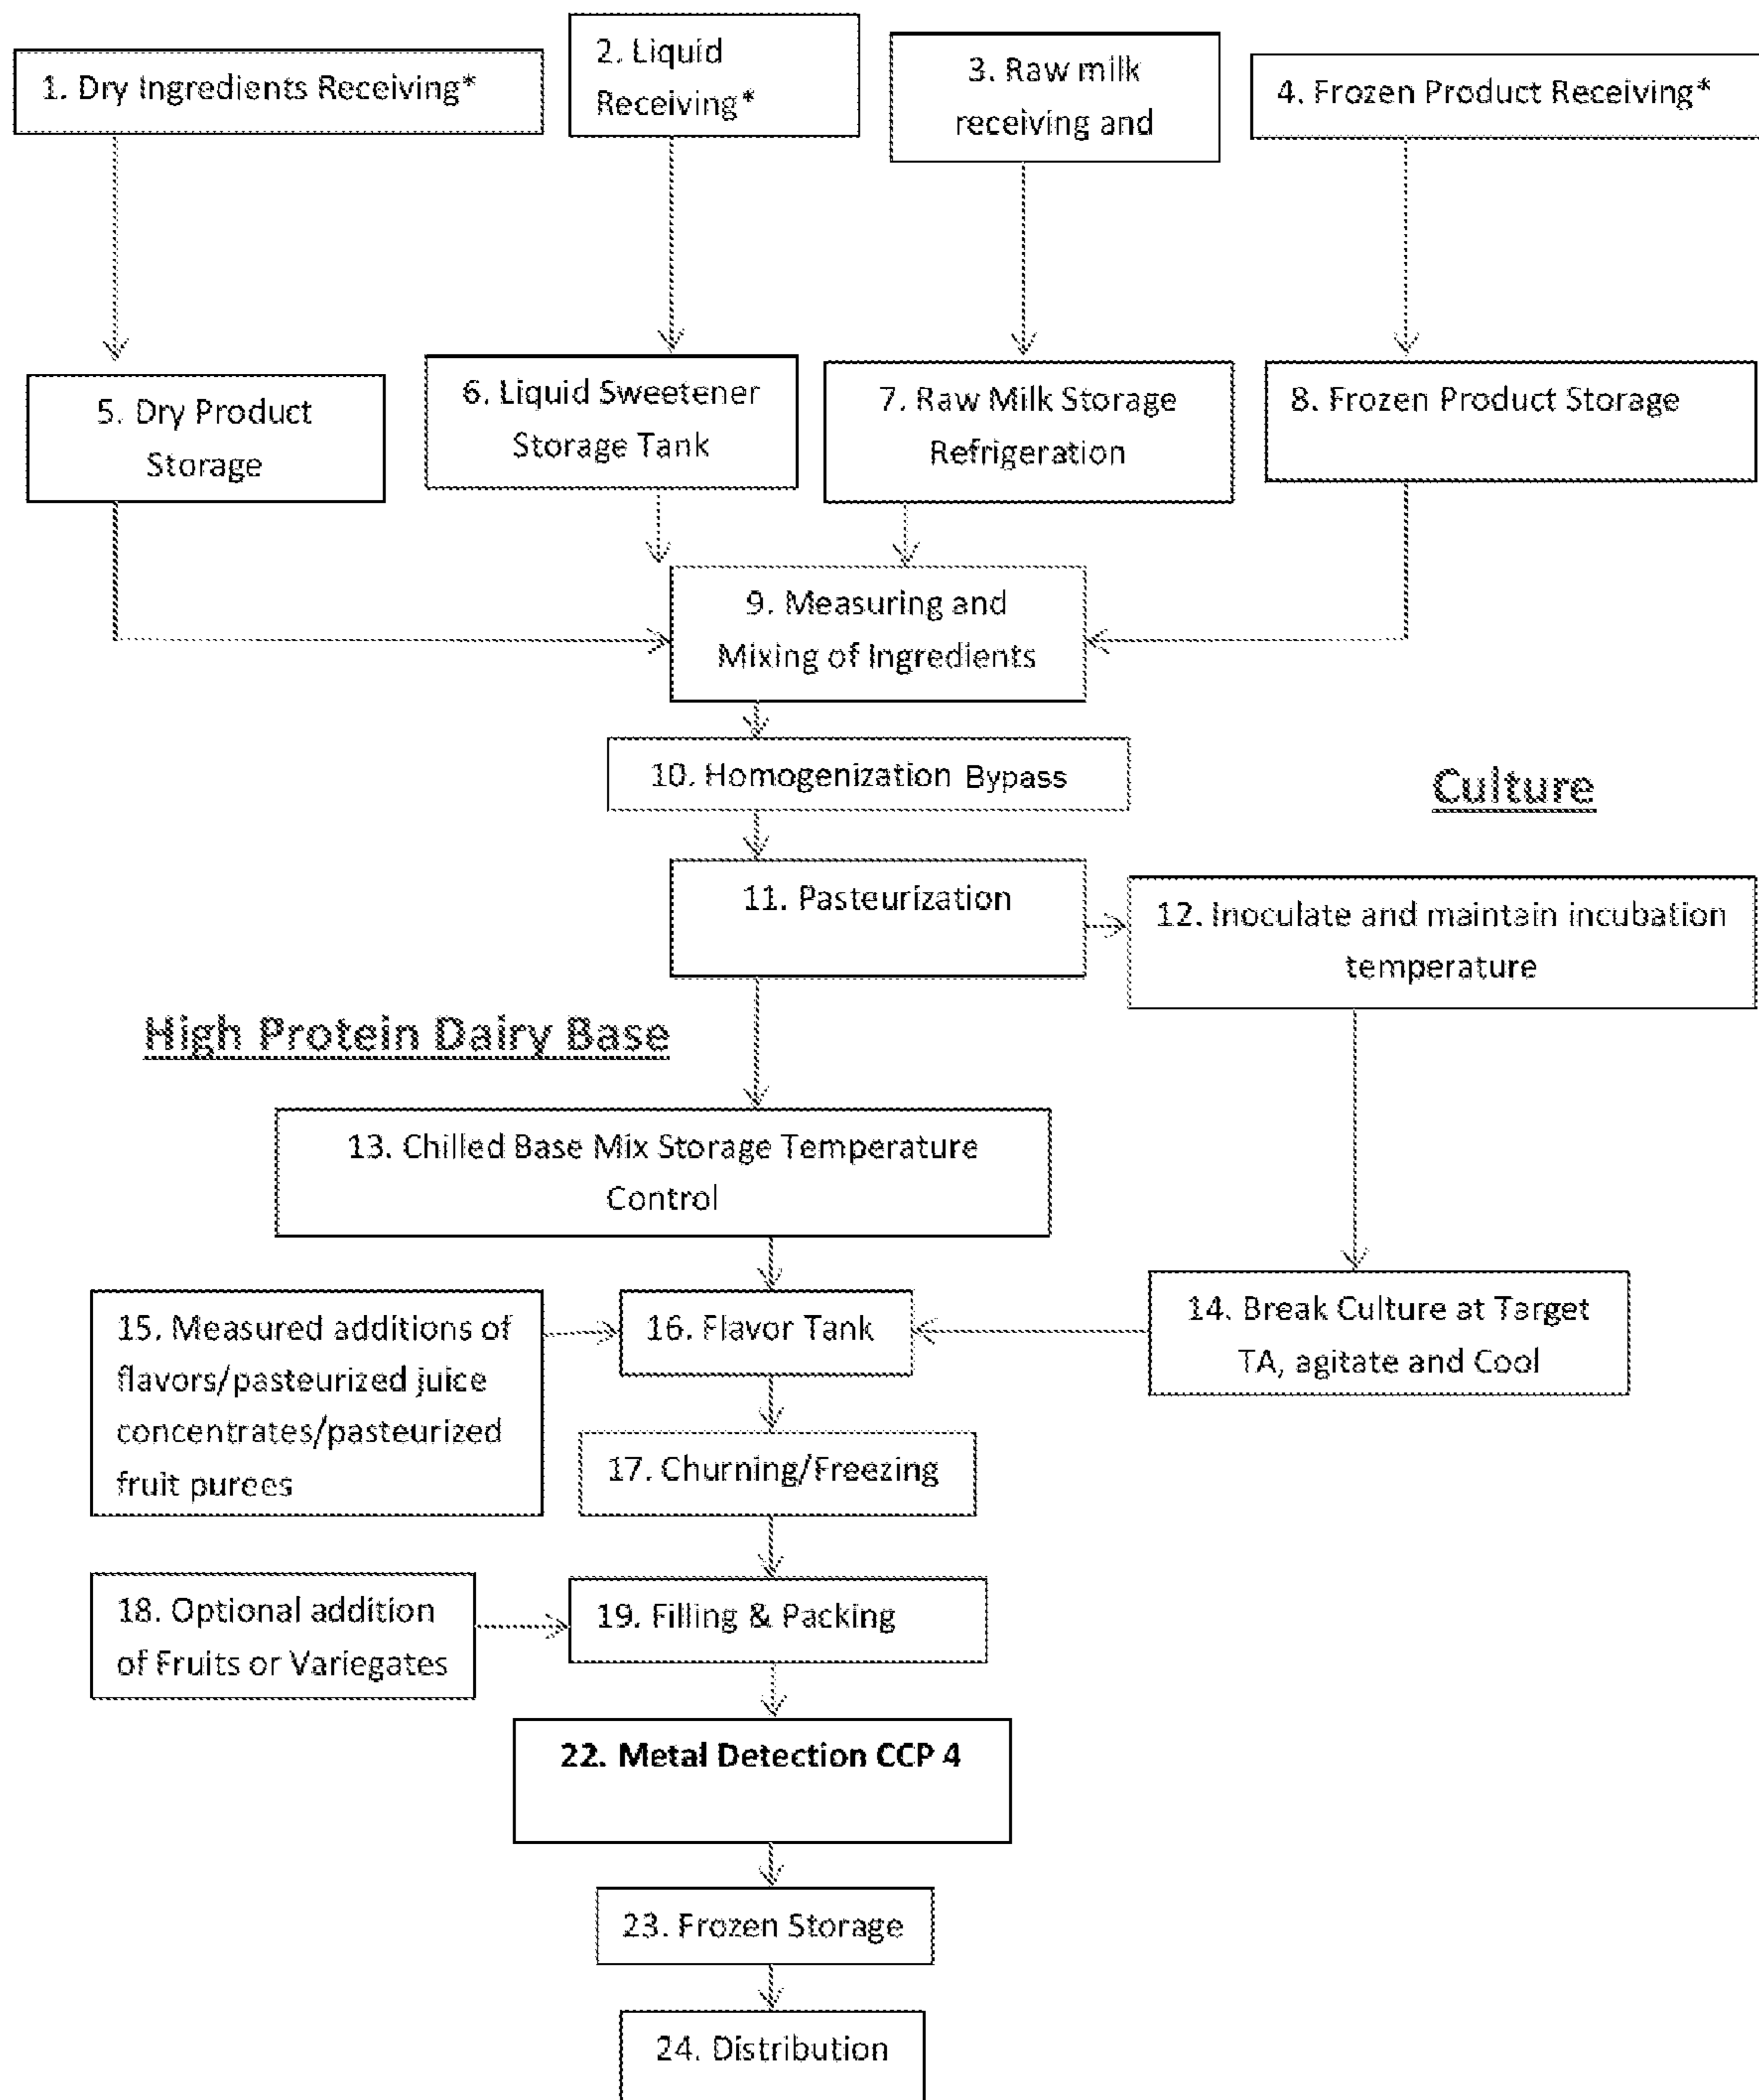 1. Dry Ingredients Receiving*
2. Liquid
Receiving*
3. Raw milk
receiving and
4. Frozen Product Receiving*
5. Dry Product
Storage
6. Liquid Sweetener
Storage Tank
7. Raw Milk Storage
Refrigeration
8. Frozen Product Storage
9. Measuring and
Mixing of Ingredients
10. Homogenization Bypass
Culture
11. Pasteurization
12. Inoculate and maintain incubation
temperature
High Protein Dairy Base
13. Chilled Base Mix Storage Temperature
Control
14. Break Culture at Target
TA, agitate and Cool
15. Measured additions of
flavors/pasteurized juice
concentrates/pasteurized
fruit purees
16. Flavor Tank
17. Churning/Freezing
18. Optional addition
of Fruits or Variegates
19. Filling & Packing
22. Metal Detection CCP 4
23. Frozen Storage
24. Distribution